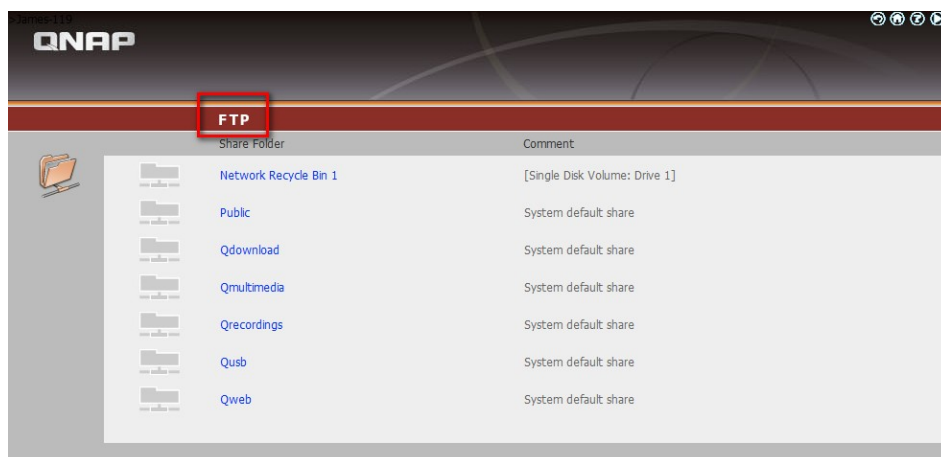 >James-119
QNAP
FTP
Share Folder Comment
Network Recycle Bin 1 [Single Disk Volume: Drive 1]
Public System default share
Qdownload System default share
Qmultimedia System default share
Qrecordings System default share
Qusb System default share
Qweb System default share